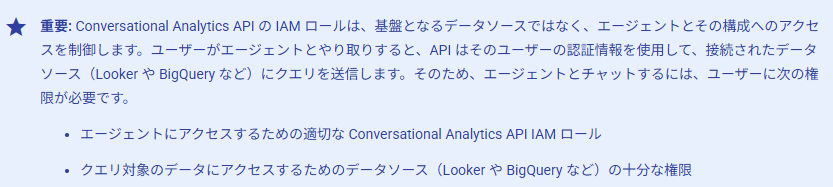 重要: Conversational Analytics API の IAM ロールは、基盤となるデータソースではなく、エージェントとその構成へのアクセ
スを制御します。ユーザーがエージェントとやり取りすると、API はそのユーザーの認証情報を使用して、接続されたデータ
ソース（Looker や BigQuery など）にクエリを送信します。そのため、エージェントとチャットするには、ユーザーに次の権
限が必要です。
• エージェントにアクセスするための適切な Conversational Analytics API IAM ロール
• クエリ対象のデータにアクセスするためのデータソース（Looker や BigQuery など）の十分な権限